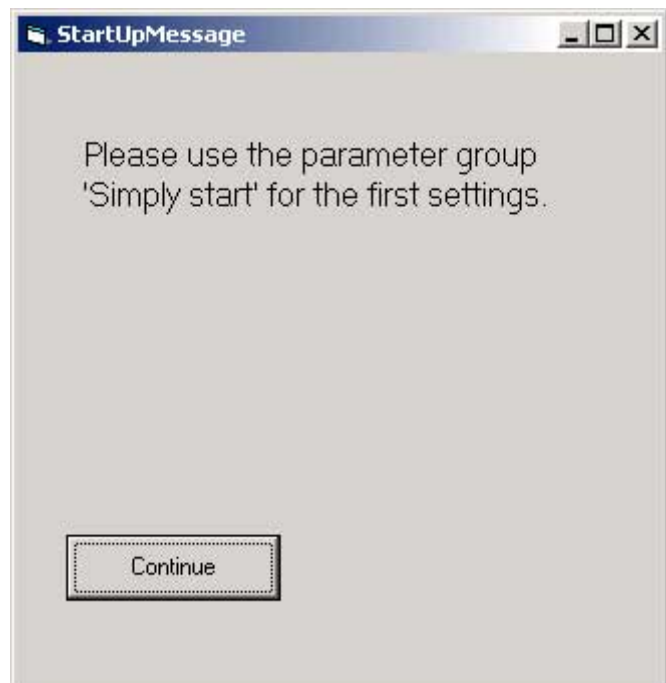 StartUpMessage
Please use the parameter group
'Simply start' for the first settings.
Continue